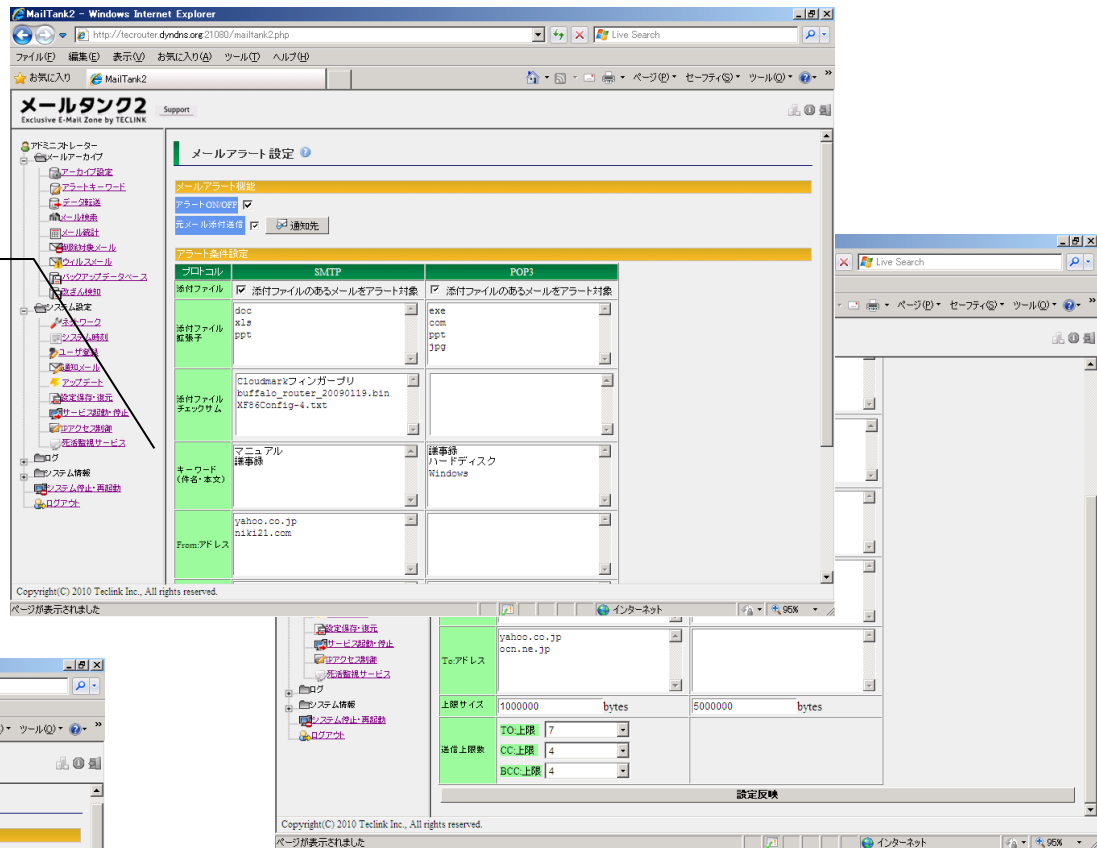 MailTank2 - Windows Internet Explorer
http://tecrouter.dyndns.org:21080/mailtank2.php
Live Search
ファイル(F) 編集(E) 表示(V) お気に入り(A) ツール(T) ヘルプ(H)
お気に入り MailTank2
ページ(P) セーフティ(S) ツール(O) »
メールタンク2 Support
Exclusive E-Mail Zone by TECLINK
アドミニストレーター
メールアーカイブ
アーカイブ設定
アラートキーワード
データ転送
メール検索
メール統計
削除対象メール
ウィルスメール
バックアップデータベース
改ざん検知
システム設定
ネットワーク
システム時刻
ユーザ登録
通知メール
アップデート
設定保存・復元
サービス起動・停止
IPアクセス制御
死活監視サービス
ログ
システム情報
システム停止・再起動
ログアウト
メールアラート設定
メールアラート機能
アラートON/OFF
元メール添付送信 通知先
アラート条件設定
プロトコル SMTP POP3
添付ファイル 添付ファイルのあるメールをアラート対象 添付ファイルのあるメールをアラート対象
添付ファイル拡張子
doc
xls
ppt
exe
com
ppt
jpg
添付ファイルチェックサム
Cloudmarkフィンガープリ
buffalo_router_20090119.bin
XF86Config-4.txt
キーワード
(件名・本文)
マニュアル
議事録
議事録
ハードディスク
Windows
From:アドレス
yahoo.co.jp
niki21.com
Copyright(C) 2010 Teclink Inc., All rights reserved.
ページが表示されました
インターネット 95%
Live Search
ページ(P) セーフティ(S) ツール(O) »
設定保存・復元
サービス起動・停止
IPアクセス制御
死活監視サービス
ログ
システム情報
システム停止・再起動
ログアウト
To:アドレス
yahoo.co.jp
ocn.ne.jp
上限サイズ 1000000 bytes 5000000 bytes
送信上限数
TO:上限 7
CC:上限 4
BCC:上限 4
設定反映
Copyright(C) 2010 Teclink Inc., All rights reserved.
ページが表示されました
インターネット 95%
ツール(O) »